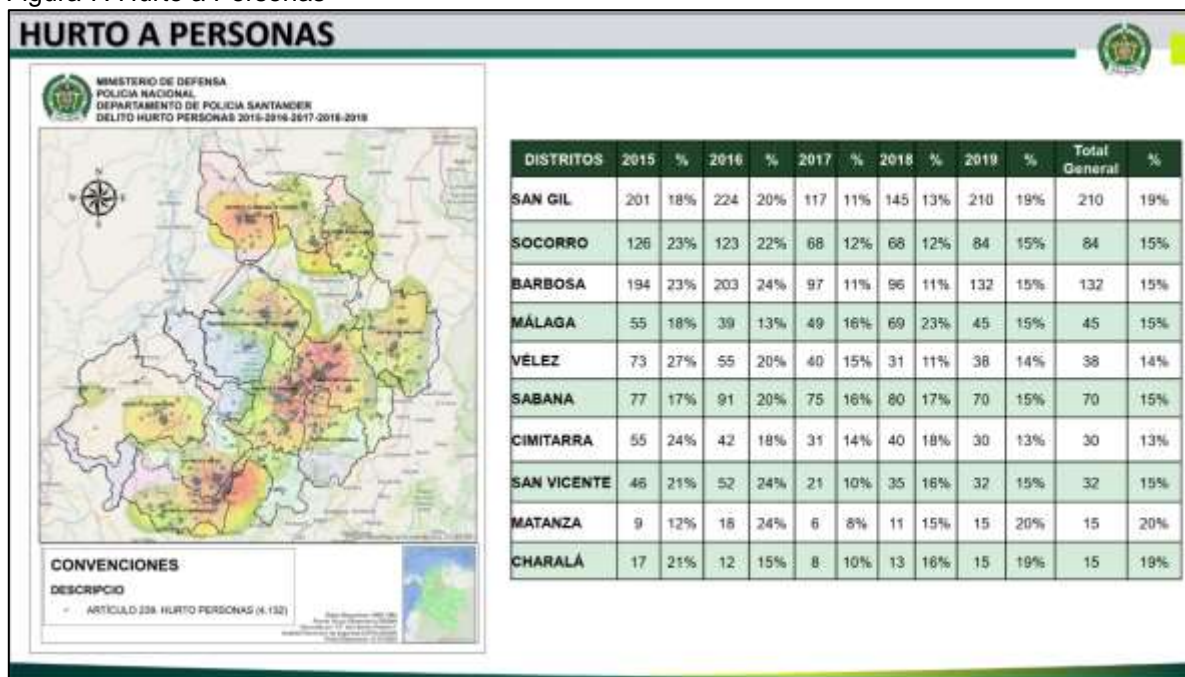 HURTO A PERSONAS
MINISTERIO DE DEFENSA
POLICIA NACIONAL
DEPARTAMENTO DE POLICIA SANTANDER
DELITO HURTO PERSONAS 2015-2016-2017-2018-2019
DISTRITOS 2015 % 2016 % 2017 % 2018 % 2019 % Total General %
SAN GIL 201 18% 224 20% 117 11% 145 13% 210 19% 210 19%
SOCORRO 126 23% 123 22% 68 12% 68 12% 84 15% 84 15%
BARBOSA 194 23% 203 24% 97 11% 96 11% 132 15% 132 15%
MÁLAGA 55 18% 39 13% 49 16% 69 23% 45 15% 45 15%
VÉLEZ 73 27% 55 20% 40 15% 31 11% 38 14% 38 14%
SABANA 77 17% 91 20% 75 16% 80 17% 70 15% 70 15%
CIMITARRA 55 24% 42 18% 31 14% 40 18% 30 13% 30 13%
SAN VICENTE 46 21% 52 24% 21 10% 35 16% 32 15% 32 15%
MATANZA 9 12% 18 24% 6 8% 11 15% 15 20% 15 20%
CHARALÁ 17 21% 12 15% 8 10% 13 16% 15 19% 15 19%
CONVENCIONES
DESCRIPCIO
ARTÍCULO 239. HURTO PERSONAS (4.132)